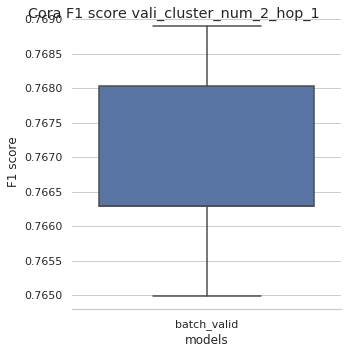 Cora F1 score vali_cluster_num_2_hop_1
0.7690
0.7685
0.7680
0.7675
0.7670
0.7665
0.7660
0.7655
0.7650
F1 score
batch_valid
models